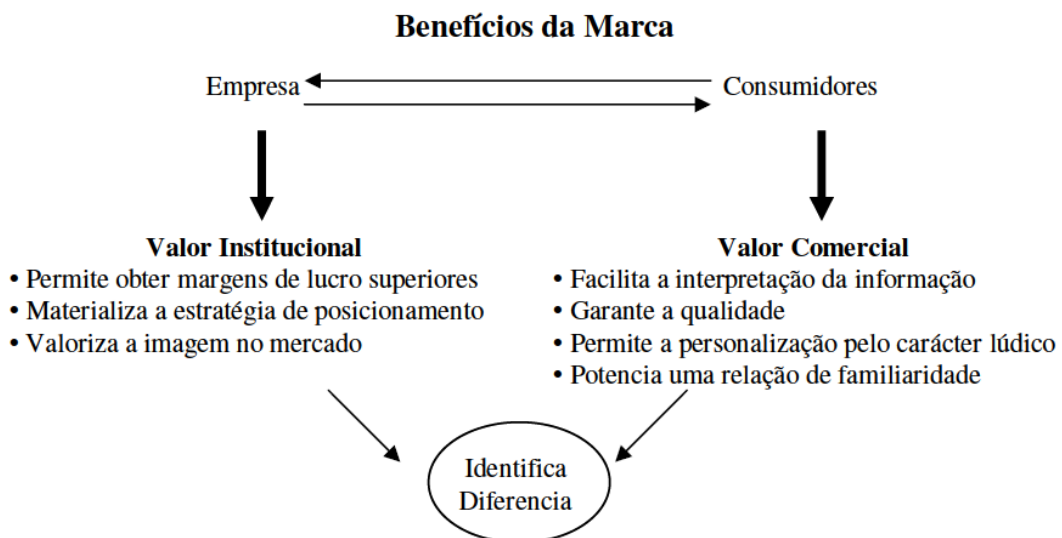 Benefícios da Marca
Empresa
Consumidores
Valor Institucional
• Permite obter margens de lucro superiores
• Materializa a estratégia de posicionamento
• Valoriza a imagem no mercado
Valor Comercial
• Facilita a interpretação da informação
• Garante a qualidade
• Permite a personalização pelo carácter lúdico
• Potencia uma relação de familiaridade
Identifica
Diferencia